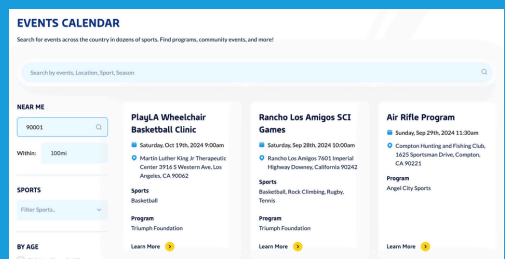 EVENTS CALENDAR
Search for events across the country in dozens of sports. Find programs, community events, and more!
Search by events, Location, Sport, Season
NEAR ME
90001
Within:
100mi
SPORTS
Filter Sports..
BY AGE
PlayLA Wheelchair
Basketball Clinic
Saturday, Oct 19th, 2024 9:00am
Martin Luther King Jr Therapeutic
Center 3916 S Western Ave, Los
Angeles, CA 90062
Sports
Basketball
Program
Triumph Foundation
Learn More
Rancho Los Amigos SCI
Games
Saturday, Sep 28th, 2024 10:00am
Rancho Los Amigos 7601 Imperial
Highway Downey, California 90242
Sports
Basketball, Rock Climbing, Rugby,
Tennis
Program
Triumph Foundation
Learn More
Air Rifle Program
Sunday, Sep 29th, 2024 11:30am
Compton Hunting and Fishing Club,
1625 Sportsman Drive, Compton,
CA 90221
Program
Angel City Sports
Learn More